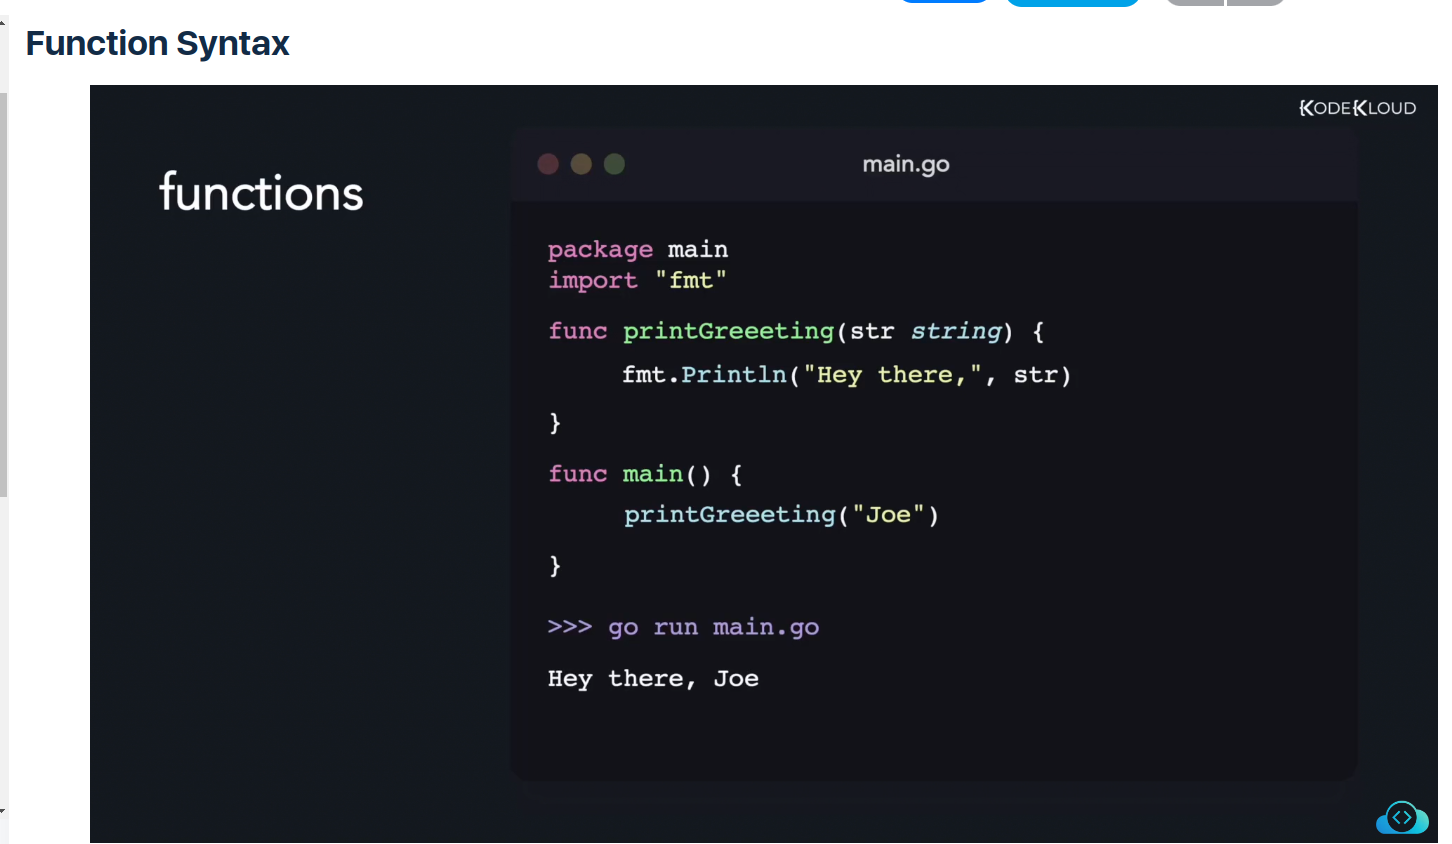 Function Syntax
KODEKLOUD
functions
main.go
package main
import "fmt"
func printGreeeting(str string) {
fmt.Println("Hey there,", str)
}
func main() {
printGreeeting("Joe")
}
>>> go run main.go
Hey there, Joe